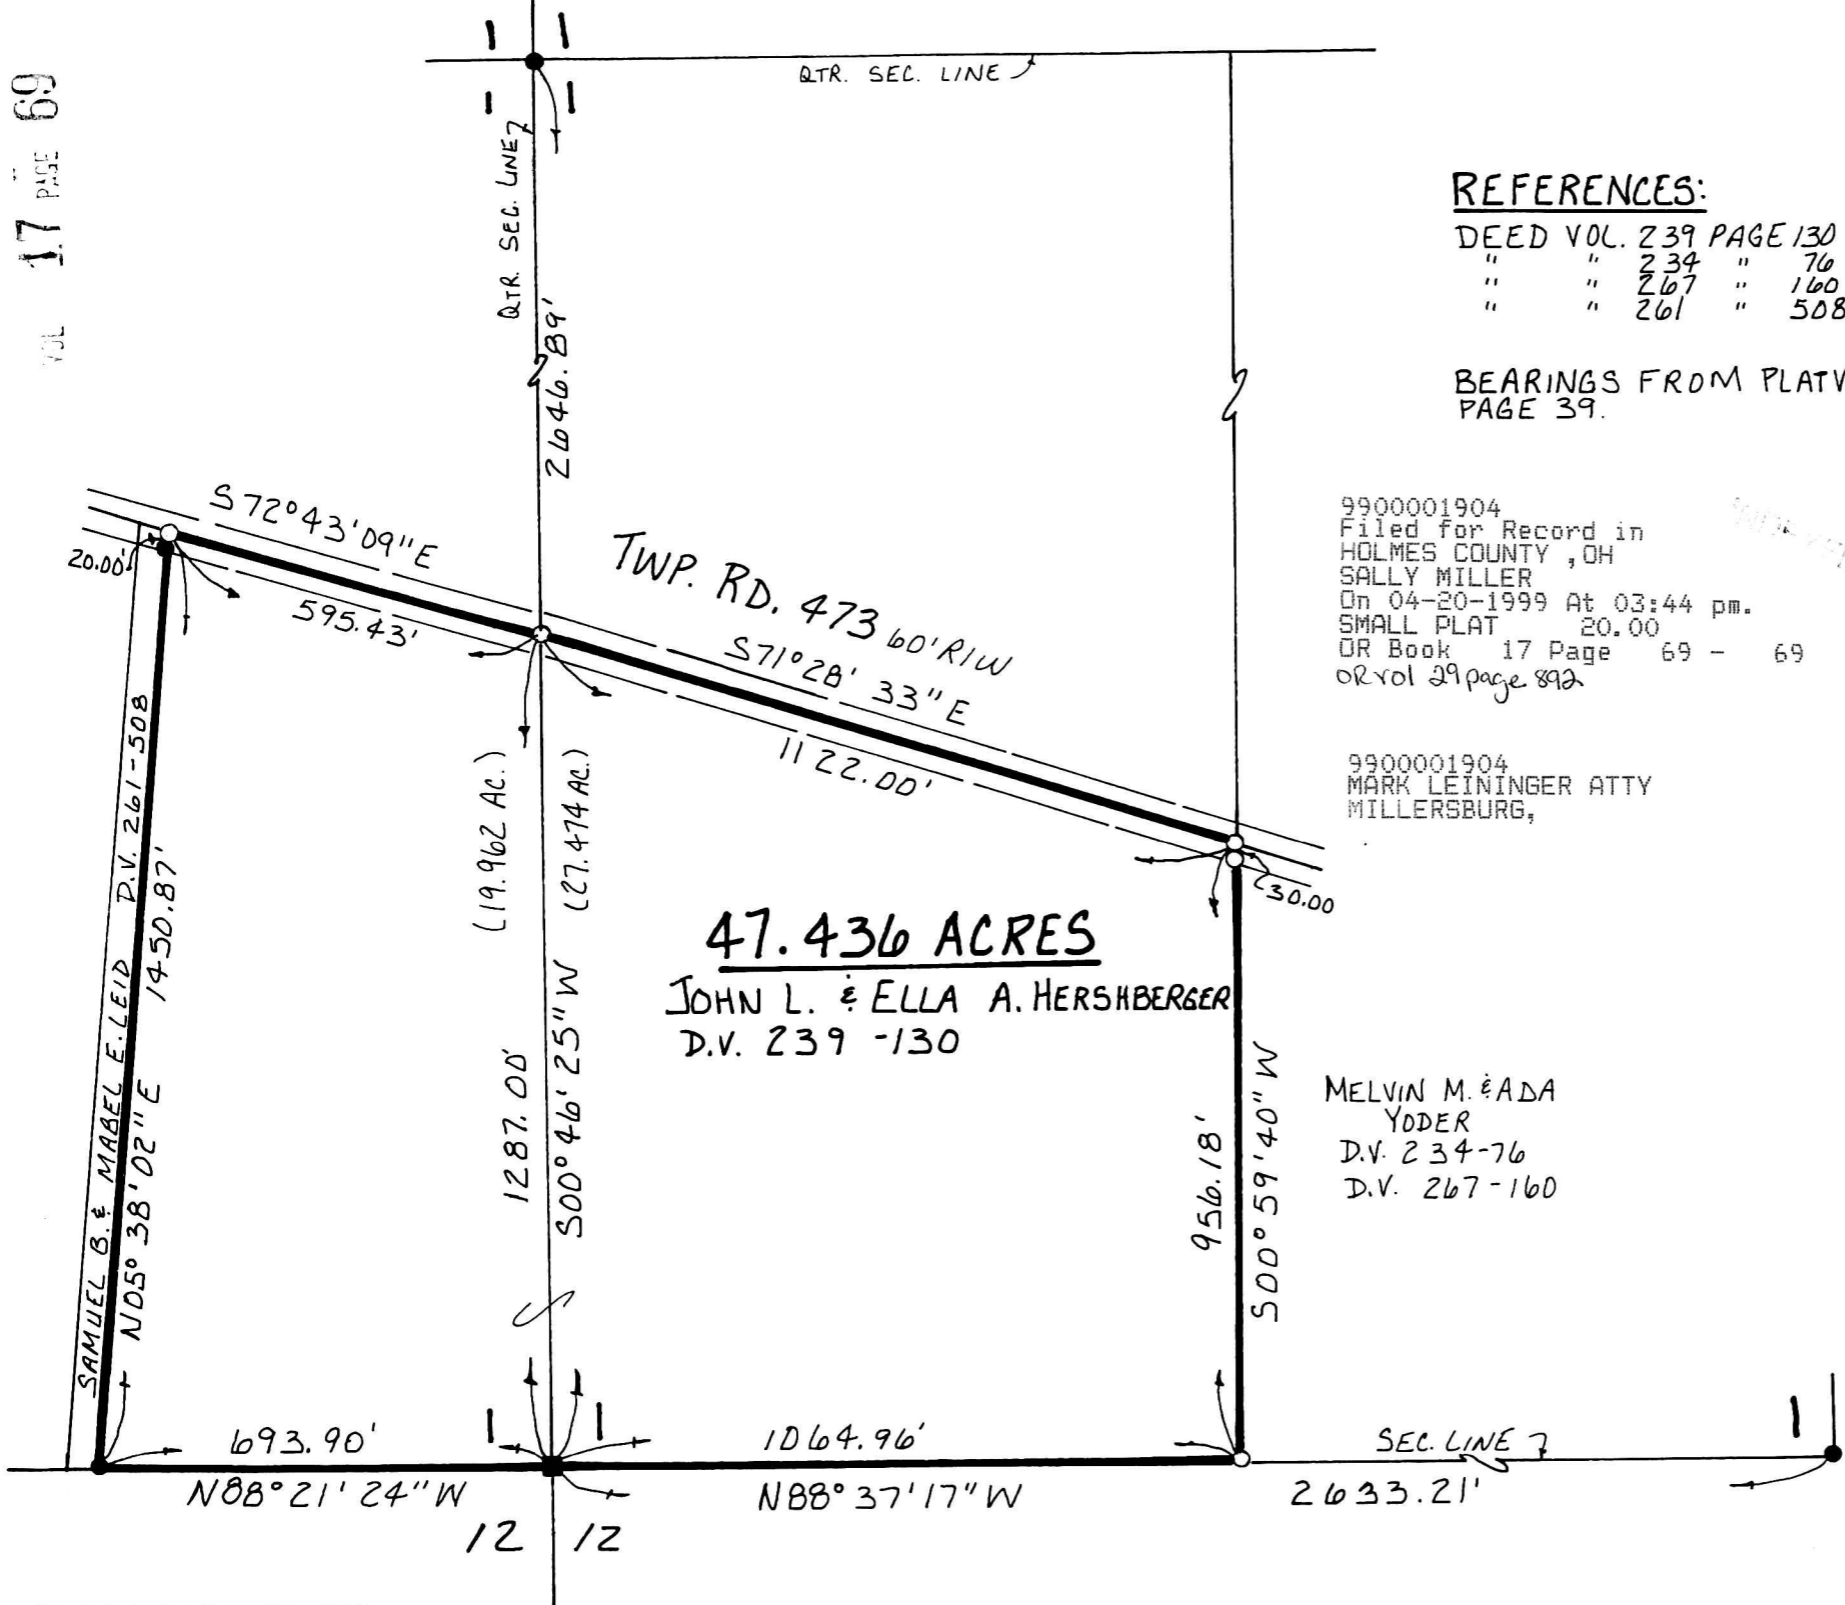 VOL 17 PAGE 69
1 1
QTR. SEC. LINE
1 1
QTR. SEC. LINE
2646.89'
REFERENCES:
DEED VOL. 239 PAGE 130
" " 234 " 76
" " 267 " 160
" " 261 " 508
BEARINGS FROM PLAT
PAGE 39.
S72°43'09"E
20.00'
595.43'
TWP. RD. 473 60' R/W
S71°28'33"E
1122.00'
9900001904
Filed for Record in
HOLMES COUNTY ,OH
SALLY MILLER
On 04-20-1999 At 03:44 pm.
SMALL PLAT 20.00
OR Book 17 Page 69 - 69
OR vol 29 page 892
9900001904
MARK LEININGER ATTY
MILLERSBURG,
30.00
SAMUEL B. & MABEL E. LEID D.V. 261-508
N05°38'02"E 1450.87'
(19.962 AC.)
(27.474 AC.)
47.436 ACRES
JOHN L. & ELLA A. HERSHBERGER
D.V. 239 -130
1287.00'
S00°46'25"W
956.18'
S00°59'40"W
MELVIN M. & ADA
YODER
D.V. 234-76
D.V. 267-160
693.90'
1 1
1064.96'
SEC. LINE
1
N88°21'24"W
N88°37'17"W
2633.21'
12 12